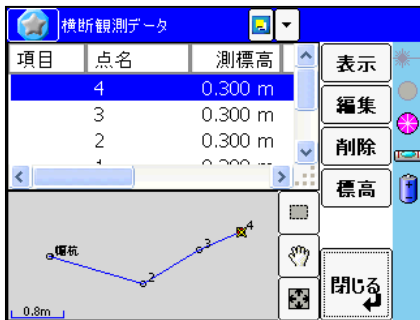 横断観測データ
項目 点名 測標高
4 0.300 m
3 0.300 m
2 0.300 m
表示
編集
削除
標高
幅杭
2
3
4
0.8m
閉じる